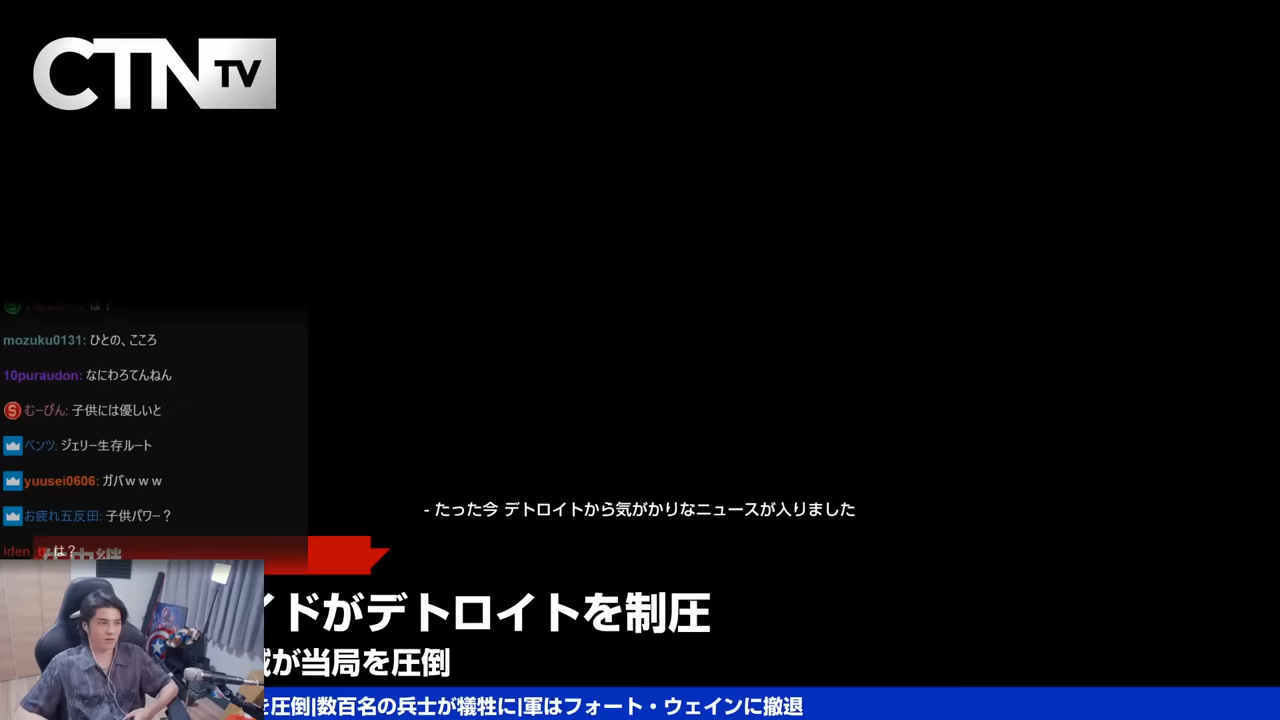 CTN TV
は？
mozuku0131: ひとの、こころ
10puraudon: なにわろてんねん
むーぴん: 子供には優しいと
ベンツ: ジェリー生存ルート
yuusei0606: ガバｗｗｗ
- たった今 デトロイトから気がかりなニュースが入りました
お疲れ五反田: 子供パワー？
iden は？
イドがデトロイトを制圧
が当局を圧倒
を圧倒|数百名の兵士が犠牲に|軍はフォート・ウェインに撤退